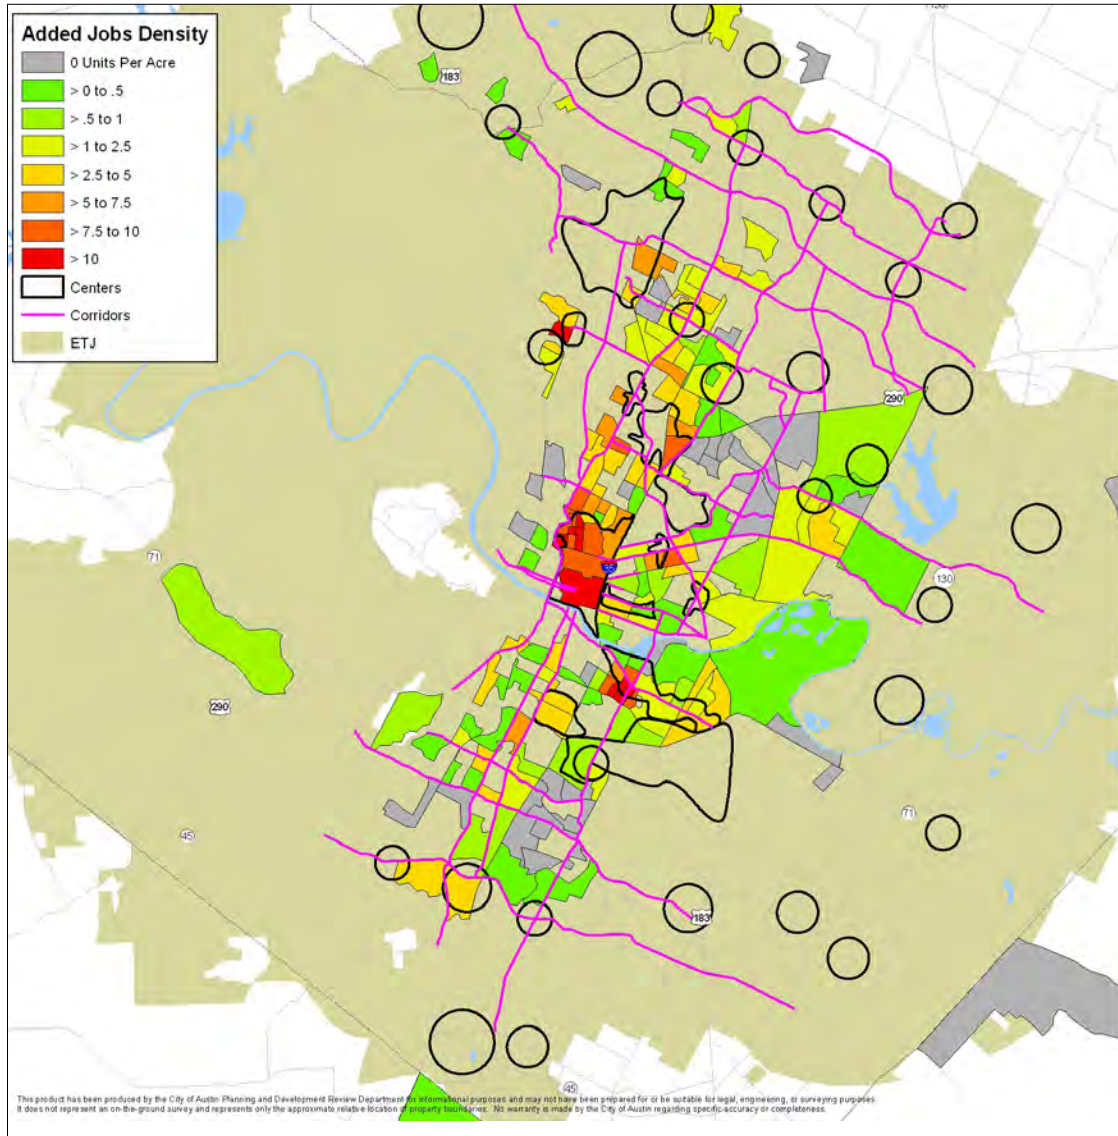 130
Added Jobs Density
0 Units Per Acre
> 0 to .5
> .5 to 1
> 1 to 2.5
> 2.5 to 5
> 5 to 7.5
> 7.5 to 10
> 10
Centers
Corridors
ETJ
183
290
71
35
130
290
71
45
183
45
This product has been produced by the City of Austin Planning and Development Review Department for informational purposes and may not have been prepared for or be suitable for legal, engineering, or surveying purposes.
It does not represent an on-the-ground survey and represents only the approximate relative location of property boundaries. No warranty is made by the City of Austin regarding specific accuracy or completeness.